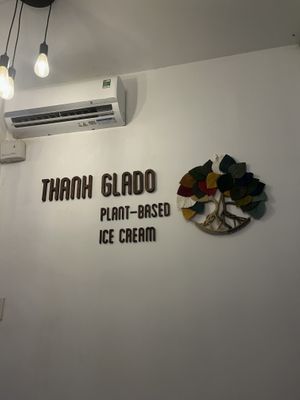 THANH GLADO
PLANT-BASED
ICE CREAM